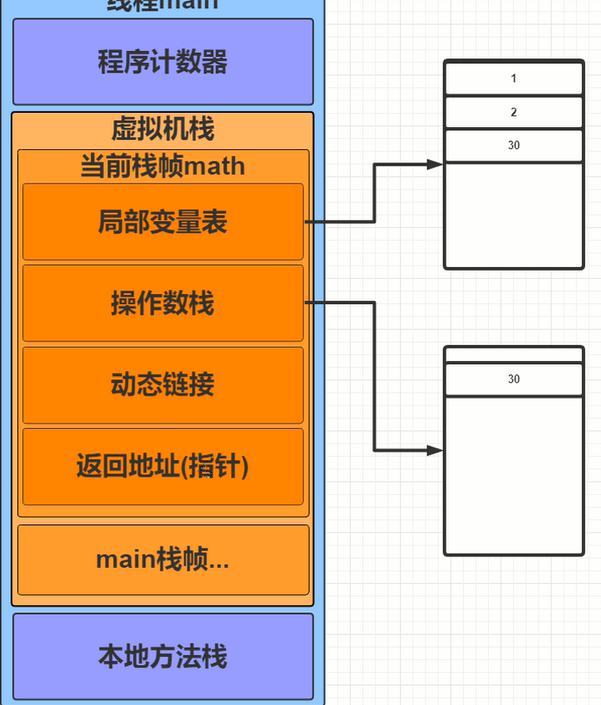 线程main
程序计数器
虚拟机栈
当前栈帧math
局部变量表
操作数栈
动态链接
返回地址(指针)
main栈帧...
本地方法栈
1
2
30
30